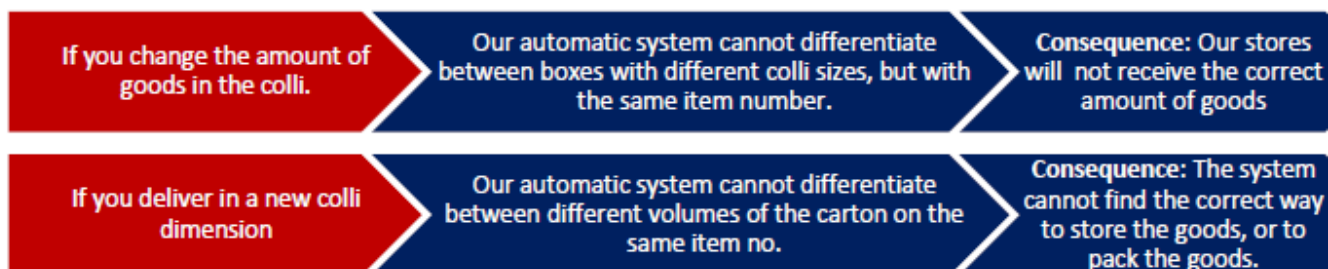 If you change the amount of
goods in the colli.
Our automatic system cannot differentiate
between boxes with different colli sizes, but with
the same item number.
Consequence: Our stores
will not receive the correct
amount of goods
If you deliver in a new colli
dimension
Our automatic system cannot differentiate
between different volumes of the carton on the
same item no.
Consequence: The system
cannot find the correct way
to store the goods, or to
pack the goods.